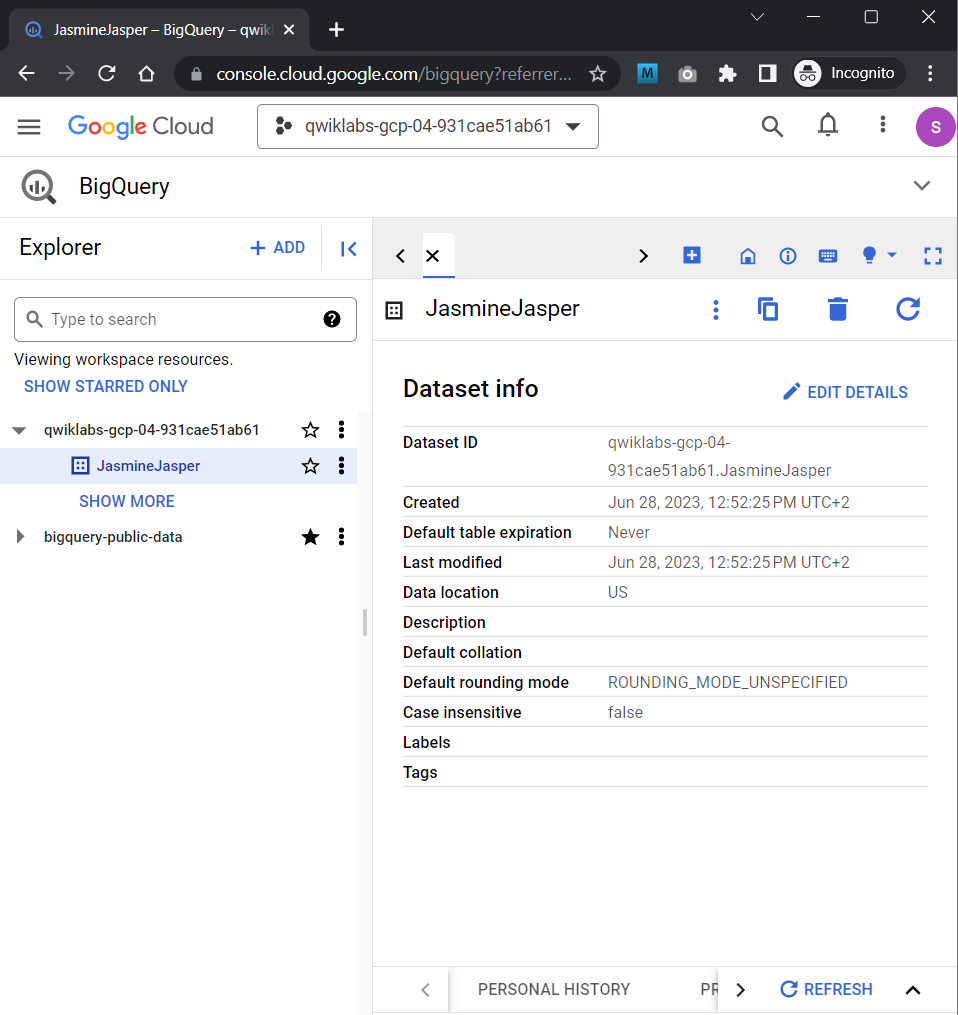 JasmineJasper – BigQuery – qwik
console.cloud.google.com/bigquery?referrer...
M
Incognito
Google Cloud
qwiklabs-gcp-04-931cae51ab61
S
BigQuery
Explorer
+ ADD
Type to search
Viewing workspace resources.
SHOW STARRED ONLY
qwiklabs-gcp-04-931cae51ab61
JasmineJasper
SHOW MORE
bigquery-public-data
JasmineJasper
Dataset info
EDIT DETAILS
Dataset ID qwiklabs-gcp-04-
931cae51ab61.JasmineJasper
Created Jun 28, 2023, 12:52:25 PM UTC+2
Default table expiration Never
Last modified Jun 28, 2023, 12:52:25 PM UTC+2
Data location US
Description
Default collation
Default rounding mode ROUNDING_MODE_UNSPECIFIED
Case insensitive false
Labels
Tags
PERSONAL HISTORY PR REFRESH